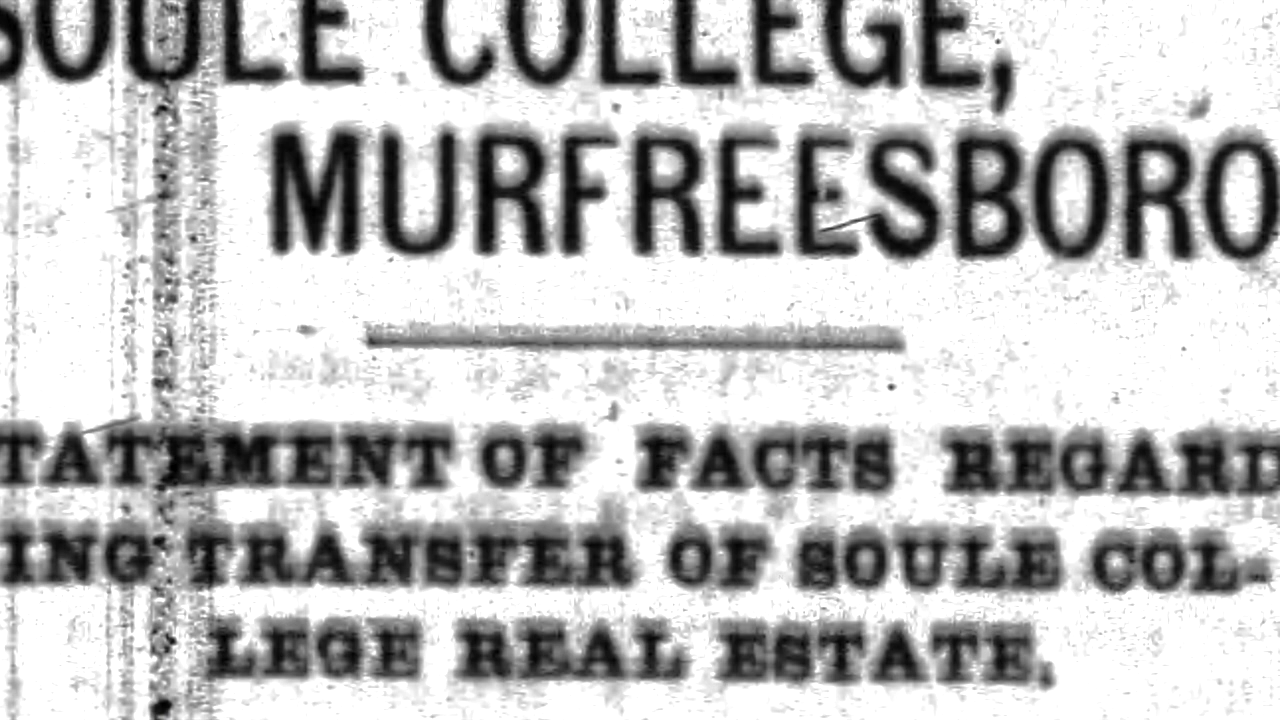 SOULE COLLEGE,
MURFREESBORO
TATEMENT OF FACTS REGARD
ING TRANSFER OF SOULE COL-
LEGE REAL ESTATE.